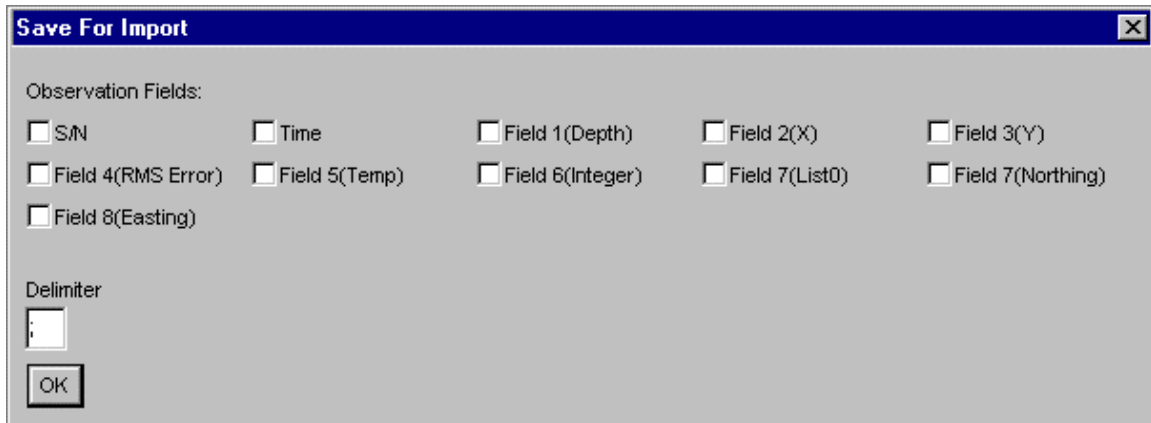 Save For Import
Observation Fields:
S/N Time Field 1(Depth) Field 2(X) Field 3(Y)
Field 4(RMS Error) Field 5(Temp) Field 6(Integer) Field 7(List0) Field 7(Northing)
Field 8(Easting)
Delimiter
;
OK